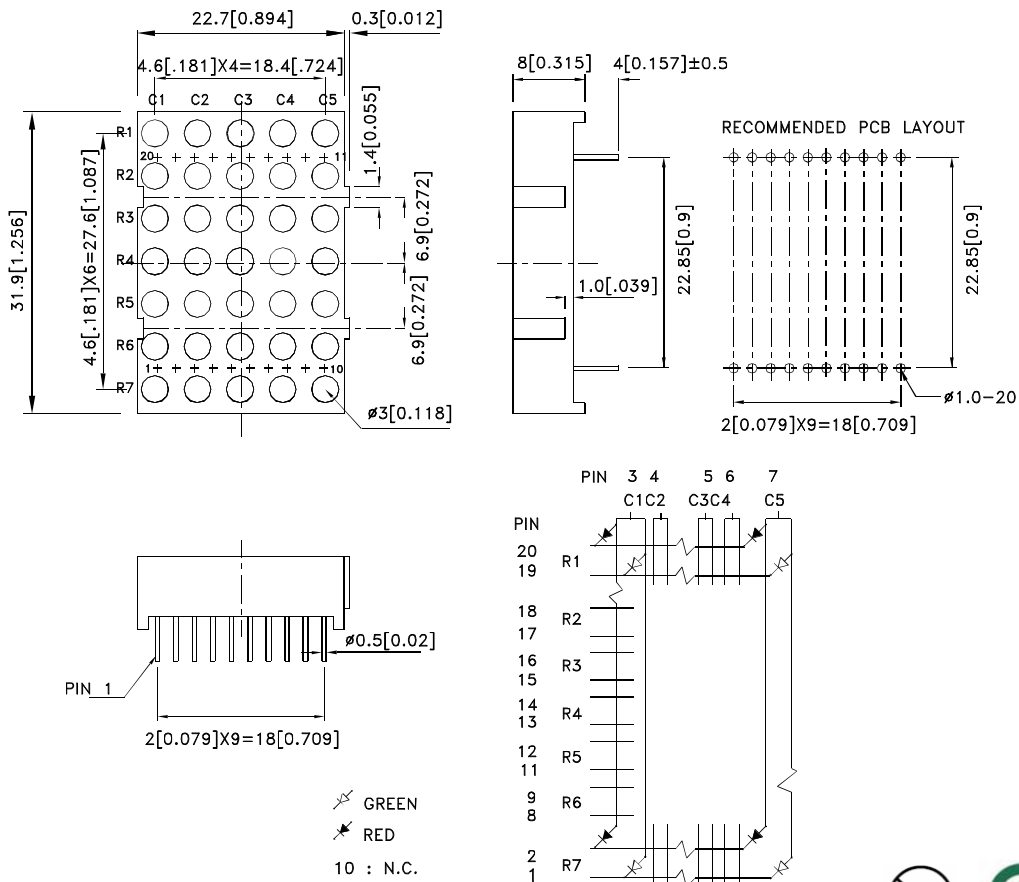 22.7[0.894]
0.3[0.012]
4.6[.181]X4=18.4[.724]
C1 C2 C3 C4 C5
R1
20 11
R2
R3
R4
R5
R6
1 10
R7
31.9[1.256]
4.6[.181]X6=27.6[1.087]
1.4[0.055]
6.9[0.272]
6.9[0.272]
ø3[0.118]
8[0.315]
4[0.157]±0.5
1.0[.039]
22.85[0.9]
RECOMMENDED PCB LAYOUT
22.85[0.9]
ø1.0-20
2[0.079]X9=18[0.709]
ø0.5[0.02]
PIN 1
2[0.079]X9=18[0.709]
GREEN
RED
10 : N.C.
PIN 3 4 5 6 7
C1C2 C3C4 C5
PIN
20
R1
19
18
R2
17
16
R3
15
14
R4
13
12
R5
11
9
R6
8
2
R7
1